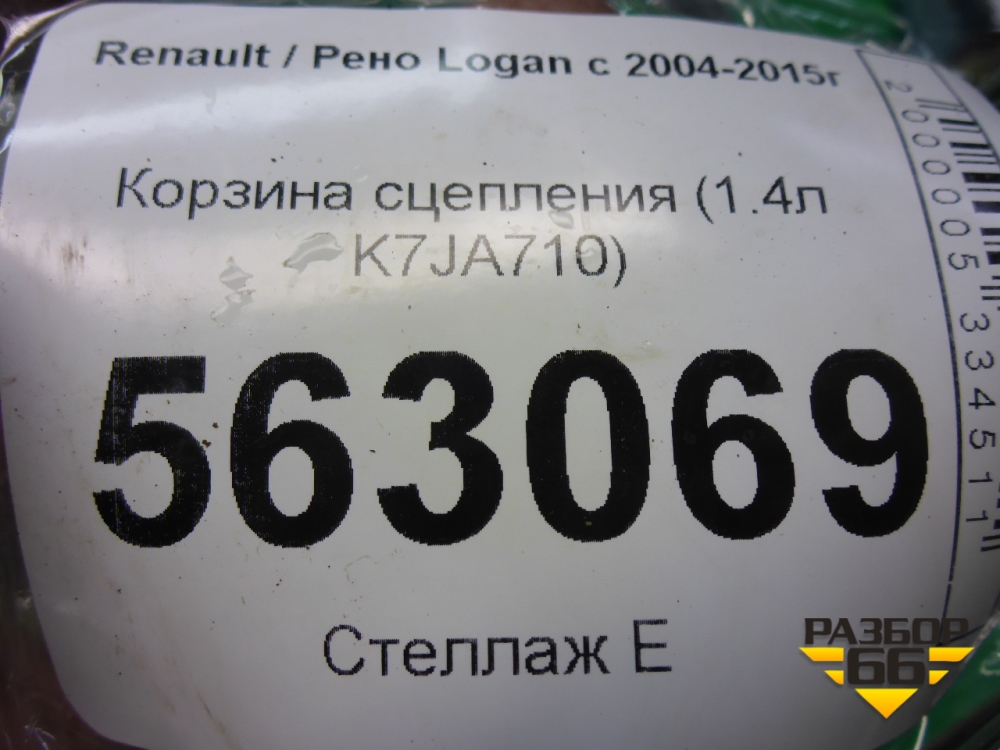 Renault / Рено Logan с 2004-2015г
Корзина сцепления (1.4л
K7JA710)
563069
Стеллаж Е
2000005334511
РАЗБОР
66